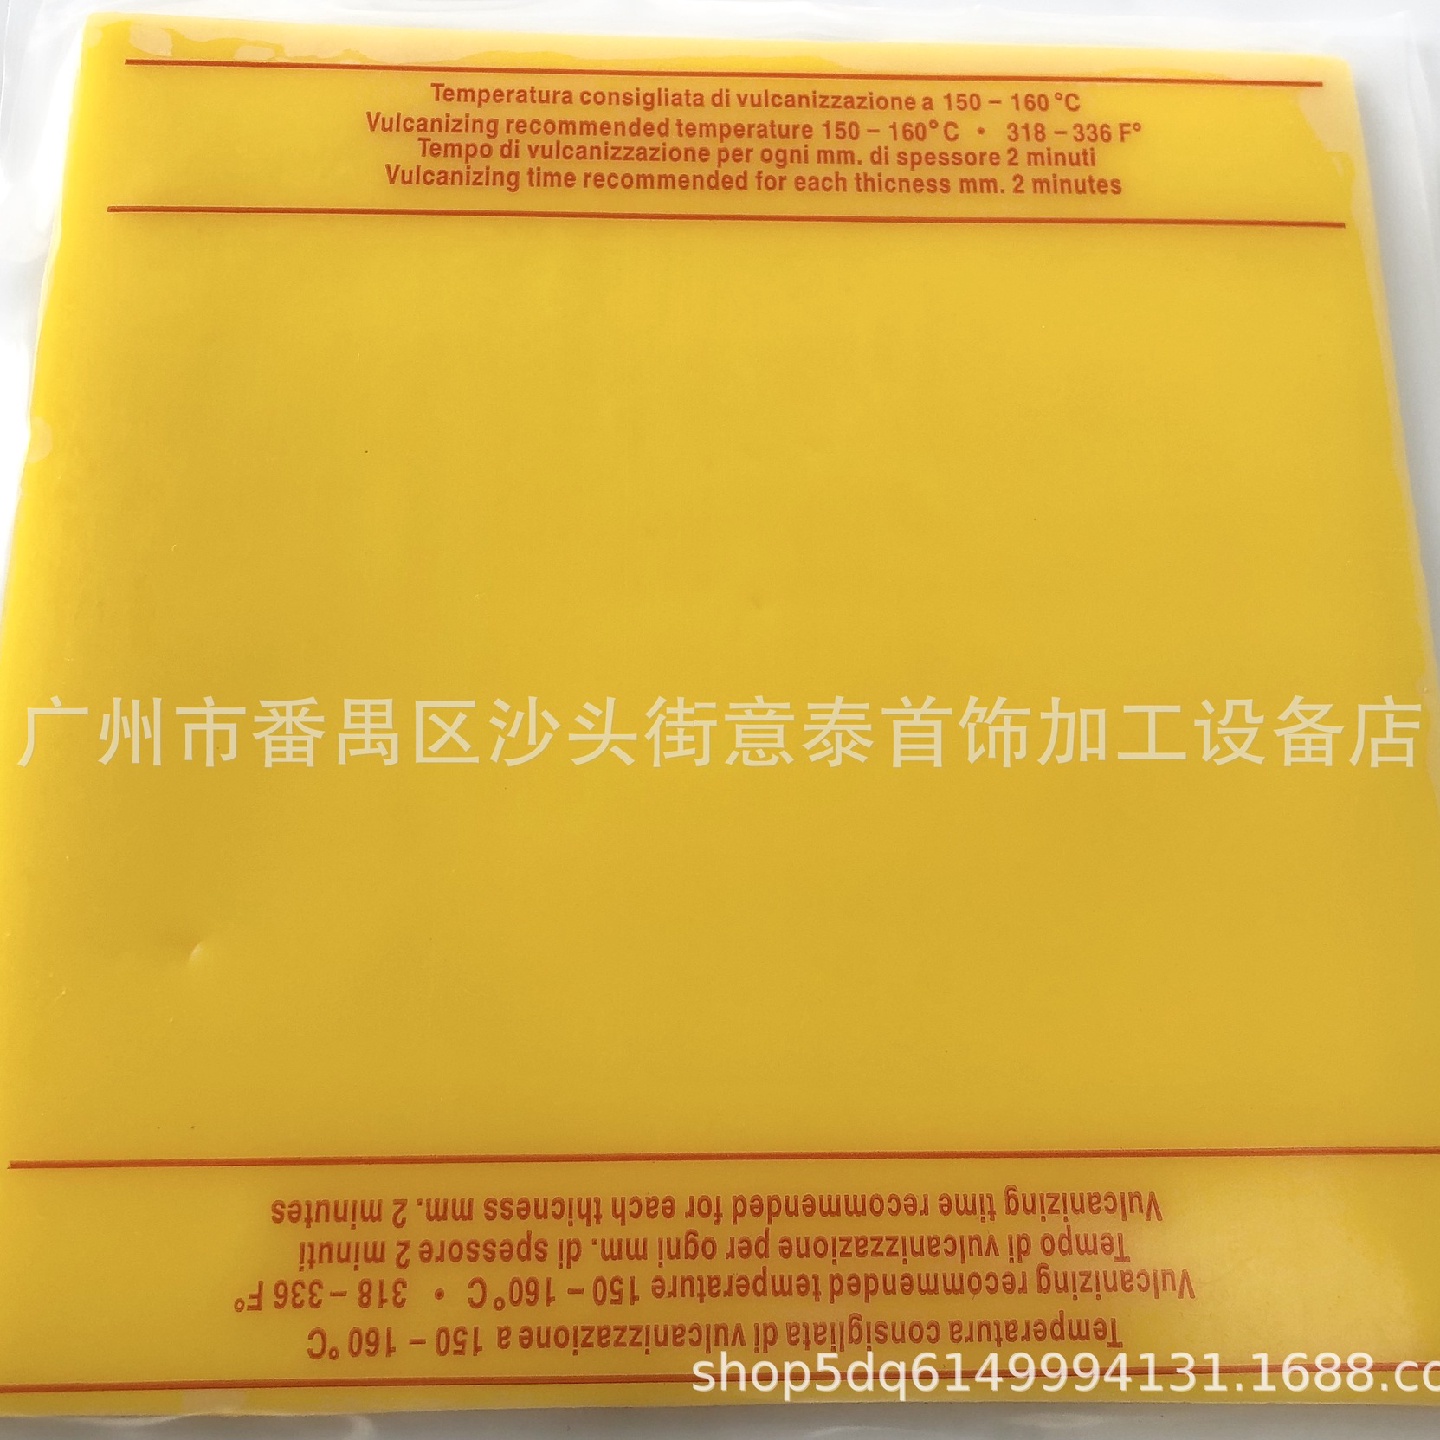 Temperatura consigliata di vulcanizzazione a 150 – 160 °C
Vulcanizing recommended temperature 150 – 160° C • 318 – 336 F°
Tempo di vulcanizzazione per ogni mm. di spessore 2 minuti
Vulcanizing time recommended for each thicness mm. 2 minutes
广州市番禺区沙头街意泰首饰加工设备店
Vulcanizing time recommended for each thicness mm. 2 minutes
Tempo di vulcanizzazione per ogni mm. di spessore 2 minuti
Vulcanizing recommended temperature 150 – 160° C • 318 – 336 F°
Temperatura consigliata di vulcanizzazione a 150 – 160 °C
shop5dq6149994131.1688.co